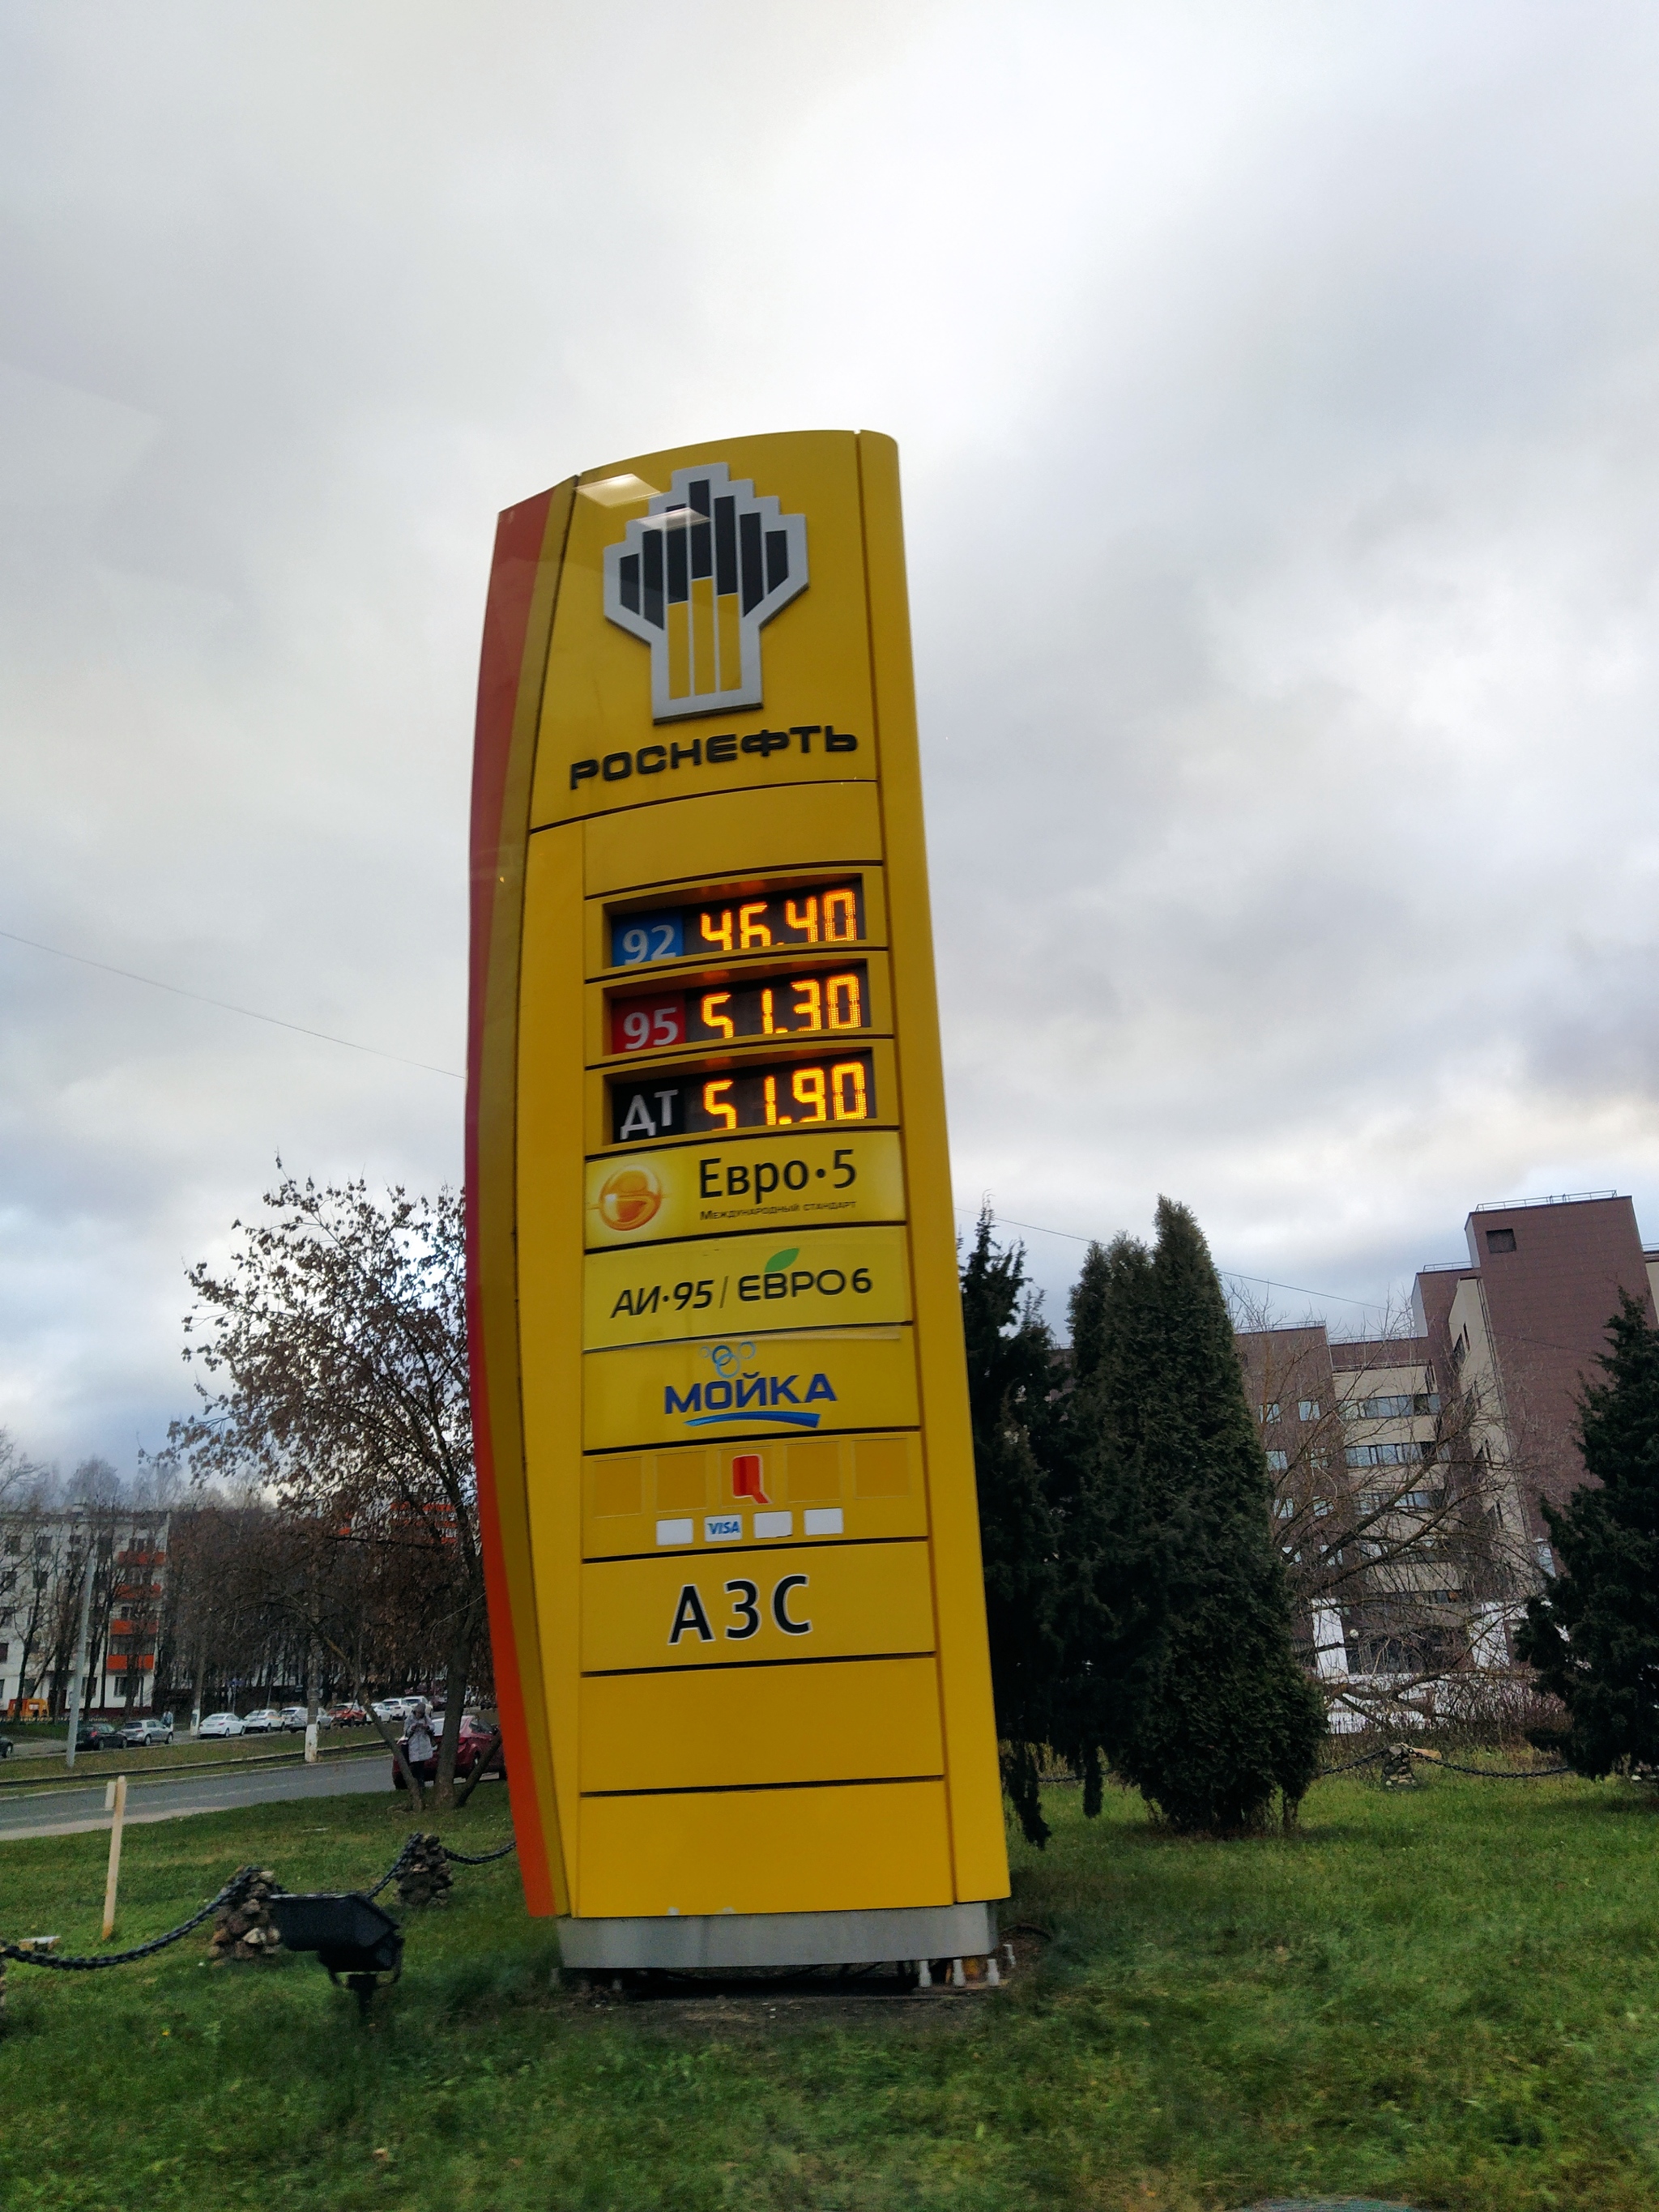 РОСНЕФТЬ
92 46.40
95 51.30
ДТ 51.90
Евро•5
Международный стандарт
АИ•95 / ЕВРО6
МОЙКА
VISA
АЗС